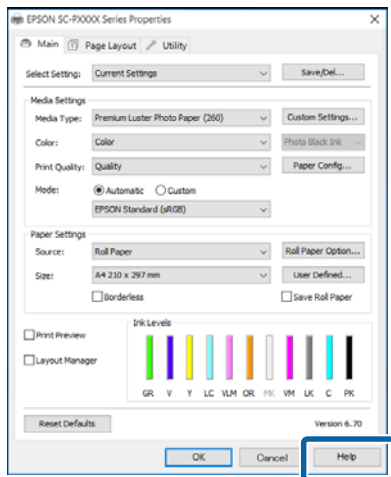 EPSON SC-PXXXX Series Properties
Main Page Layout Utility
Select Setting: Current Settings Save/Del...
Media Settings
Media Type: Premium Luster Photo Paper (260) Custom Settings...
Color: Color Photo Black Ink
Print Quality: Quality Paper Config...
Mode: Automatic Custom
EPSON Standard (sRGB)
Paper Settings
Source: Roll Paper Roll Paper Option...
Size: A4 210 x 297 mm User Defined...
Borderless Save Roll Paper
Ink Levels
Print Preview
Layout Manager
GR V Y LC VLM OR MK VM LK C PK
Reset Defaults Version 6.70
OK Cancel Help